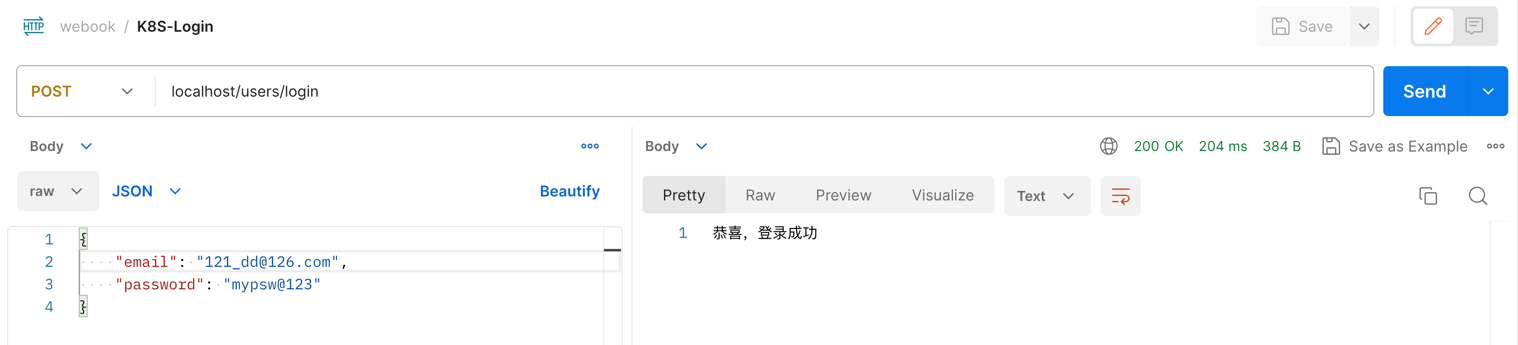 HTTP webook / K8S-Login Save
POST localhost/users/login Send
Body Body 200 OK 204 ms 384 B Save as Example
raw JSON Beautify Pretty Raw Preview Visualize Text
1 {
2 "email": "121_dd@126.com",
3 "password": "mypsw@123"
4 }
1 恭喜，登录成功